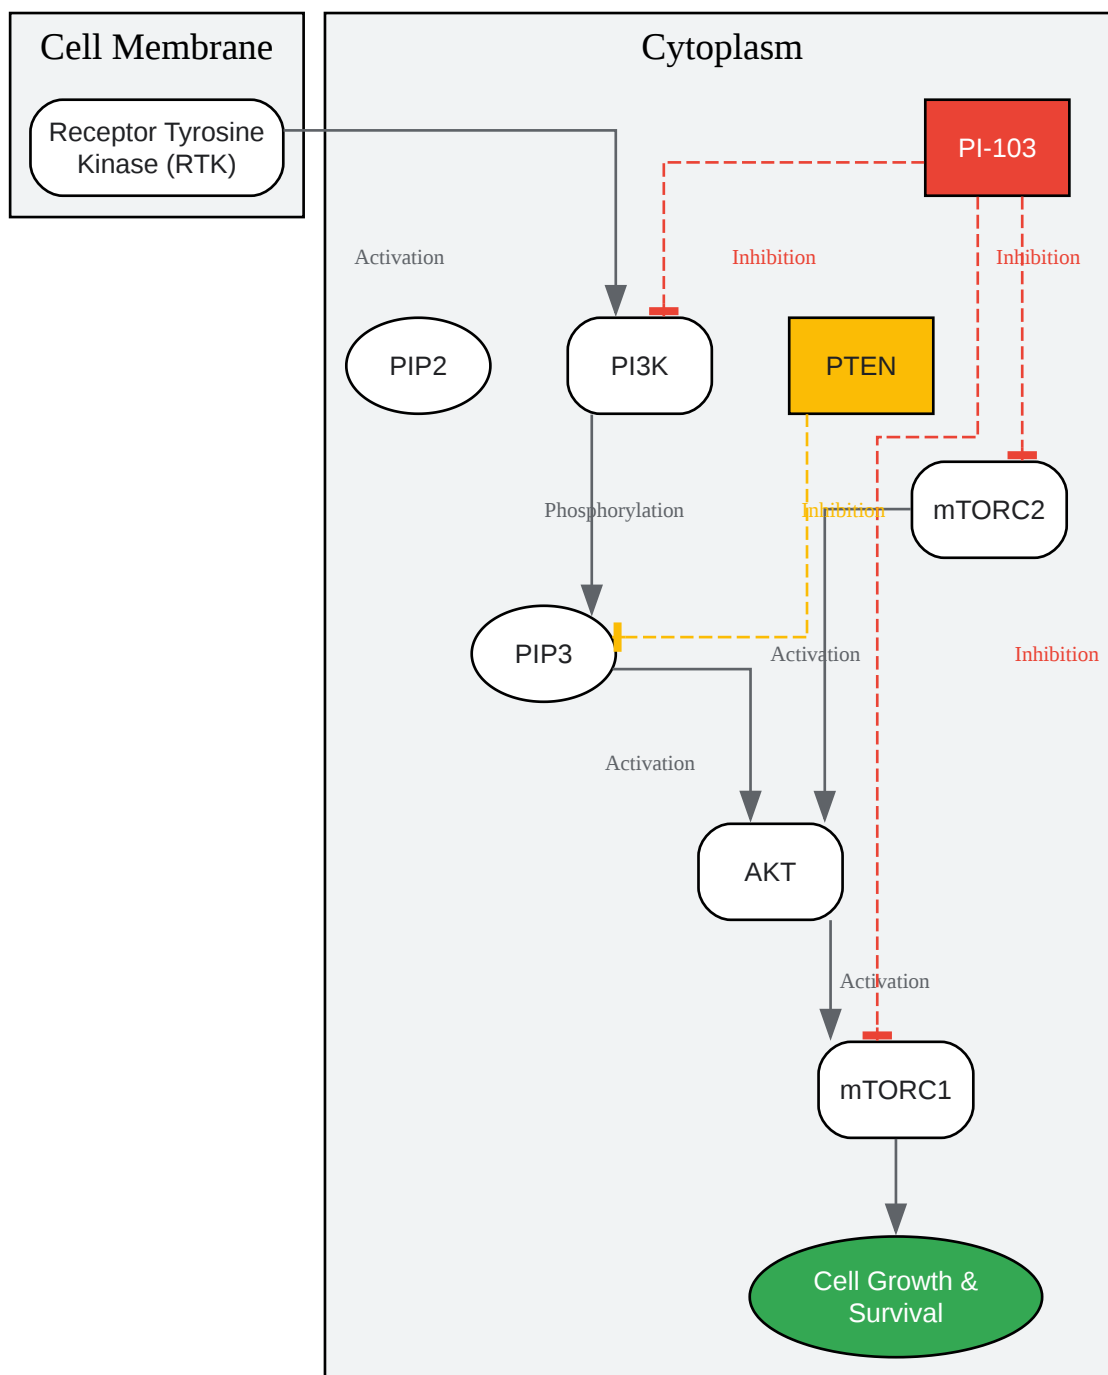 Cell Membrane
Cytoplasm
Receptor Tyrosine
Kinase (RTK)
PI-103
Activation
Inhibition
Inhibition
PIP2
PI3K
PTEN
Phosphorylation
Inhibition
mTORC2
PIP3
Activation
Inhibition
Activation
AKT
Activation
mTORC1
Cell Growth &
Survival